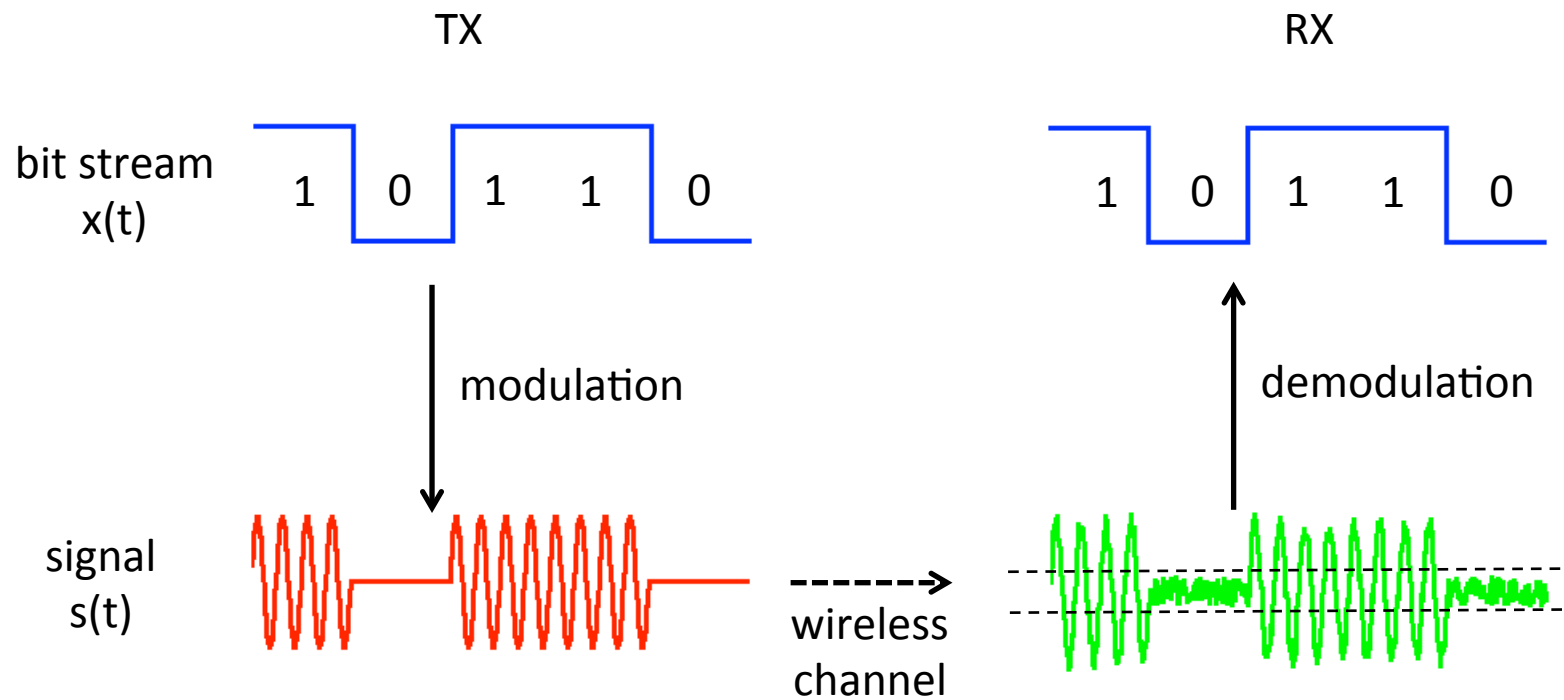 TX
RX
bit stream
x(t)
1 0 1 1 0
1 0 1 1 0
modulation
demodulation
signal
s(t)
wireless
channel